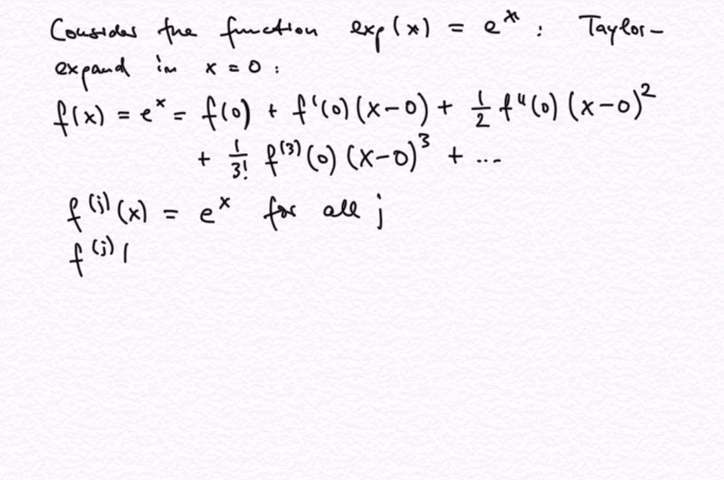 Consider the function exp(x) = e^x : Taylor-
expand in x = 0 :
f(x) = e^x = f(0) + f'(0)(x-0) + 1/2 f''(0)(x-0)^2
+ 1/3! f^(3)(0)(x-0)^3 + ...
f^(j)(x) = e^x for all j
f^(j)(